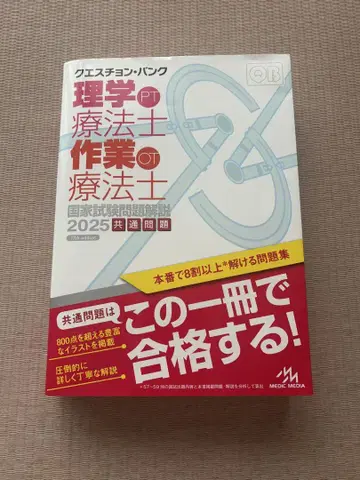 クエスチョン・バンク
QB
理学PT
療法士
作業OT
療法士
国家試験問題解説
2025 共通問題
本番で8割以上*解ける問題集
共通問題は
この一冊で
合格する!
800点を超える豊富
なイラストを掲載
圧倒的に
詳しく丁寧な解説
MEDIC MEDIA